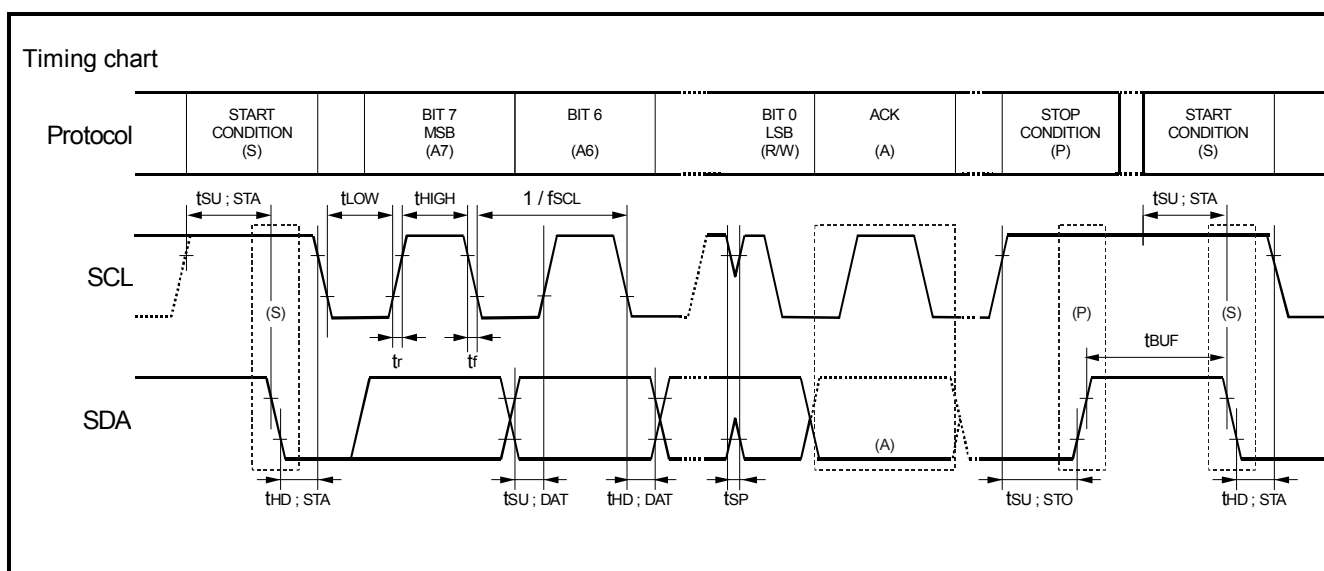 Timing chart
Protocol
START
CONDITION
(S)
BIT 7
MSB
(A7)
BIT 6
(A6)
BIT 0
LSB
(R/W)
ACK
(A)
STOP
CONDITION
(P)
START
CONDITION
(S)
tSU ; STA
tLOW
tHIGH
1 / fSCL
tSU ; STA
SCL
(S)
(P)
(S)
tr
tf
tBUF
SDA
(A)
tHD ; STA
tSU ; DAT
tHD ; DAT
tSP
tSU ; STO
tHD ; STA